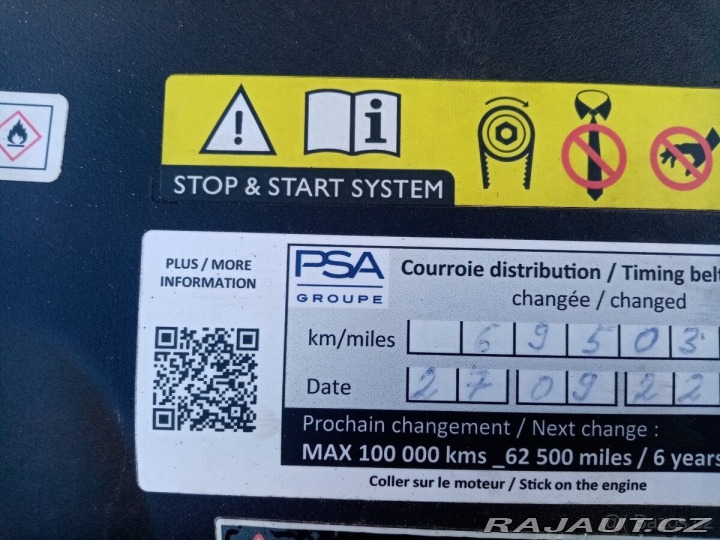 STOP & START SYSTEM
PLUS / MORE
INFORMATION
PSA
GROUPE
Courroie distribution / Timing belt
changée / changed
km/miles 69503
Date 27 09 22
Prochain changement / Next change :
MAX 100 000 kms _62 500 miles / 6 years
Coller sur le moteur / Stick on the engine
RAJAUT.CZ